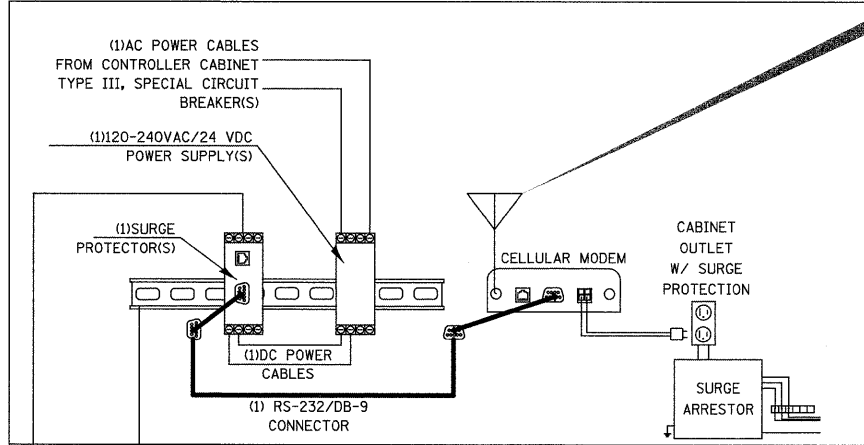 (1)AC POWER CABLES
FROM CONTROLLER CABINET
TYPE III, SPECIAL CIRCUIT
BREAKER(S)
(1)120-240VAC/24 VDC
POWER SUPPLY(S)
(1)SURGE
PROTECTOR(S)
CELLULAR MODEM
CABINET
OUTLET
W/ SURGE
PROTECTION
(1)DC POWER
CABLES
(1) RS-232/DB-9
CONNECTOR
SURGE
ARRESTOR